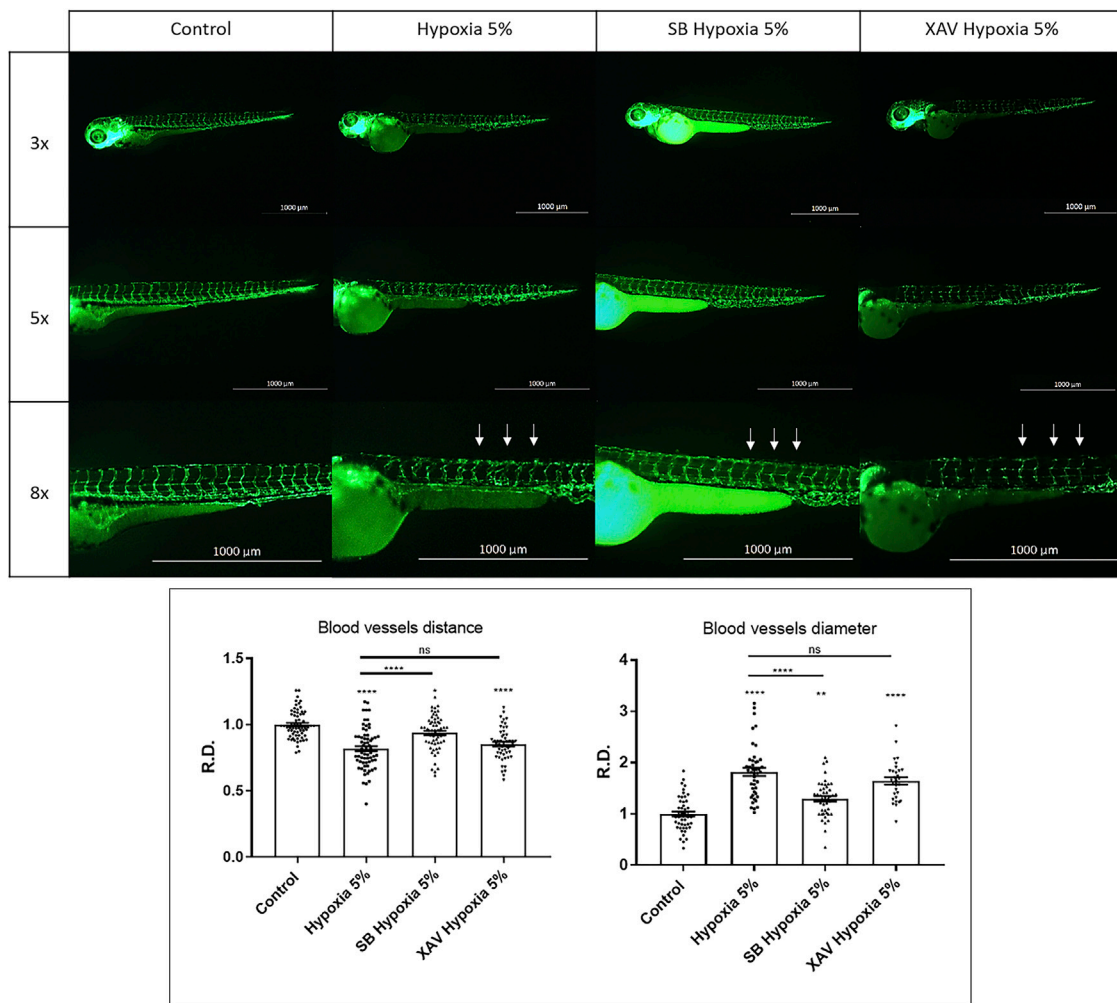 Control Hypoxia 5% SB Hypoxia 5% XAV Hypoxia 5%
3x
1000 µm 1000 µm 1000 µm 1000 µm
5x
1000 µm 1000 µm 1000 µm 1000 µm
8x
1000 µm 1000 µm 1000 µm 1000 µm
Blood vessels distance
ns
****
**** ****
1.5
1.0
0.5
0.0
R.D.
Control
Hypoxia 5%
SB Hypoxia 5%
XAV Hypoxia 5%
Blood vessels diameter
ns
****
**** ** ****
4
3
2
1
0
R.D.
Control
Hypoxia 5%
SB Hypoxia 5%
XAV Hypoxia 5%